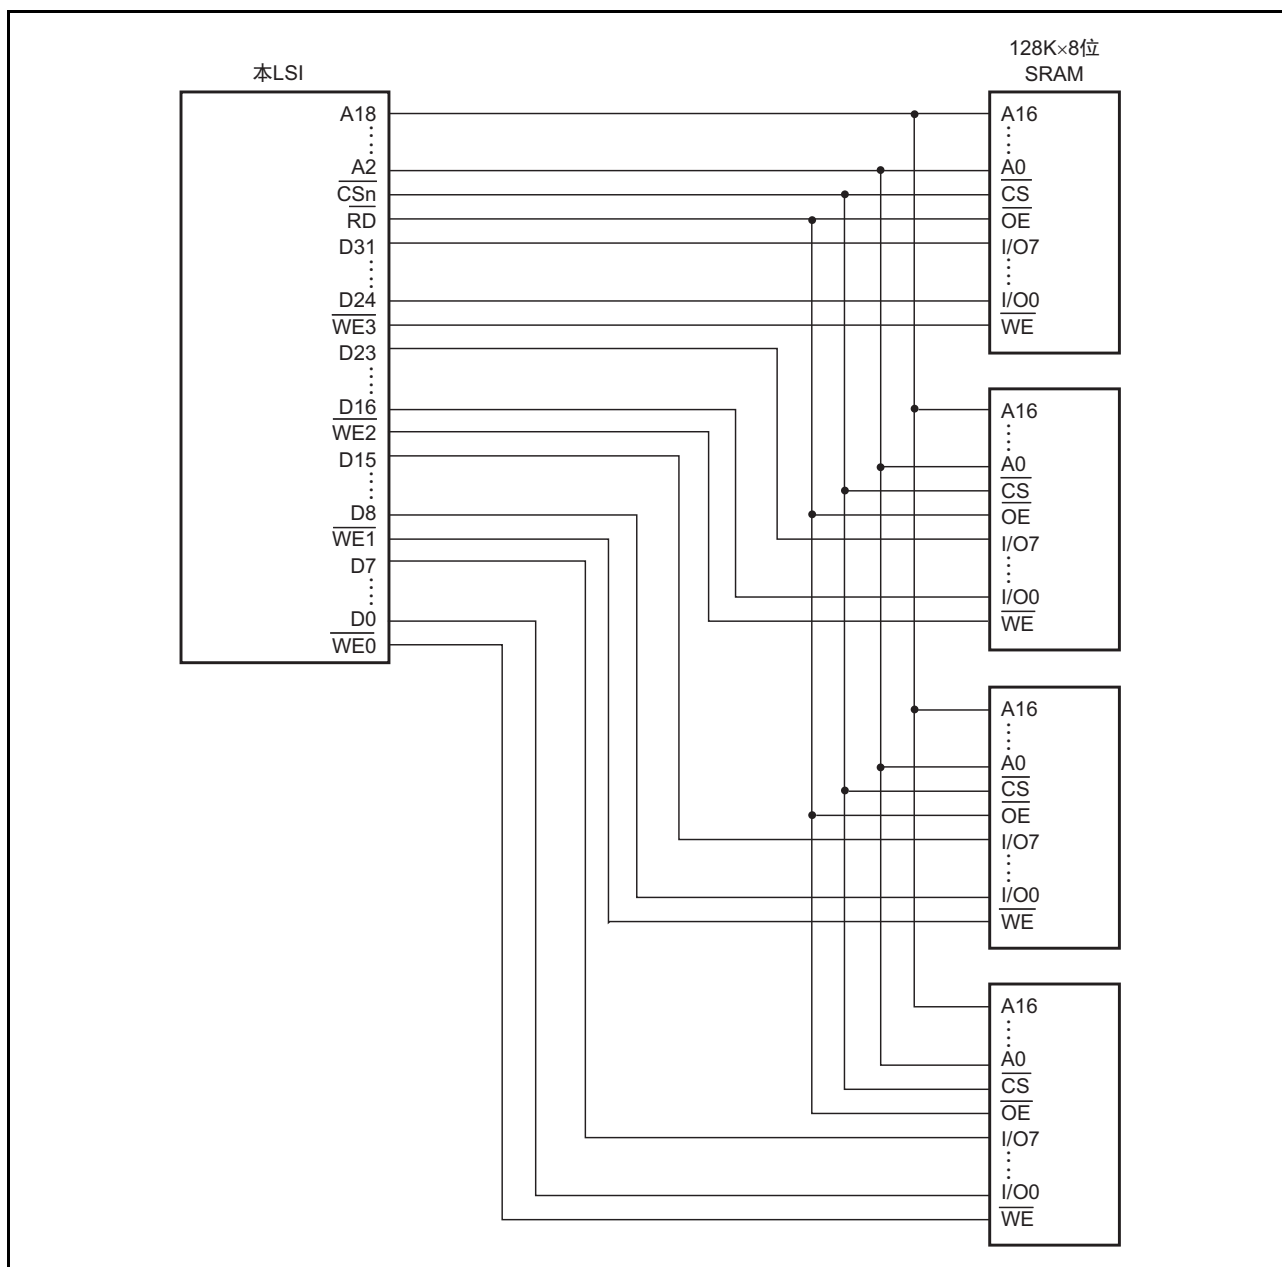 本LSI
A18
A2
CSn
RD
D31
D24
WE3
D23
D16
WE2
D15
D8
WE1
D7
D0
WE0
128K×8位
SRAM
A16
A0
CS
OE
I/O7
I/O0
WE
A16
A0
CS
OE
I/O7
I/O0
WE
A16
A0
CS
OE
I/O7
I/O0
WE
A16
A0
CS
OE
I/O7
I/O0
WE